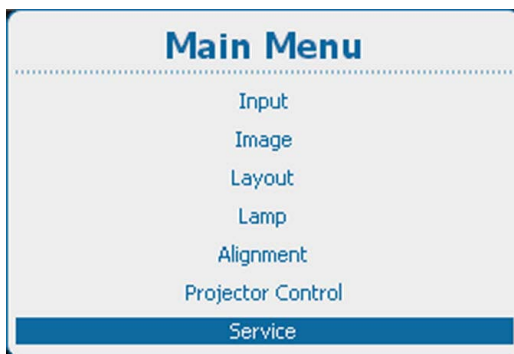 Main Menu
Input
Image
Layout
Lamp
Alignment
Projector Control
Service